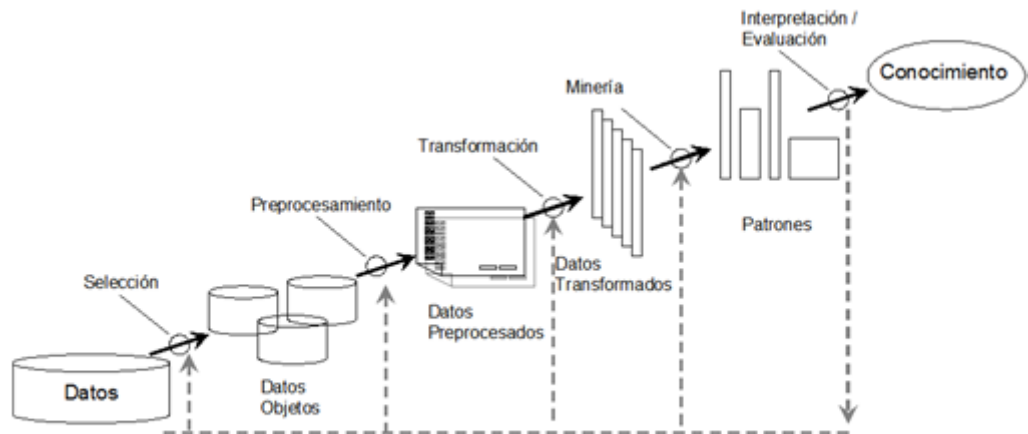 Datos
Selección
Datos
Objetos
Preprocesamiento
Datos
Preprocesados
Transformación
Datos
Transformados
Minería
Patrones
Interpretación /
Evaluación
Conocimiento